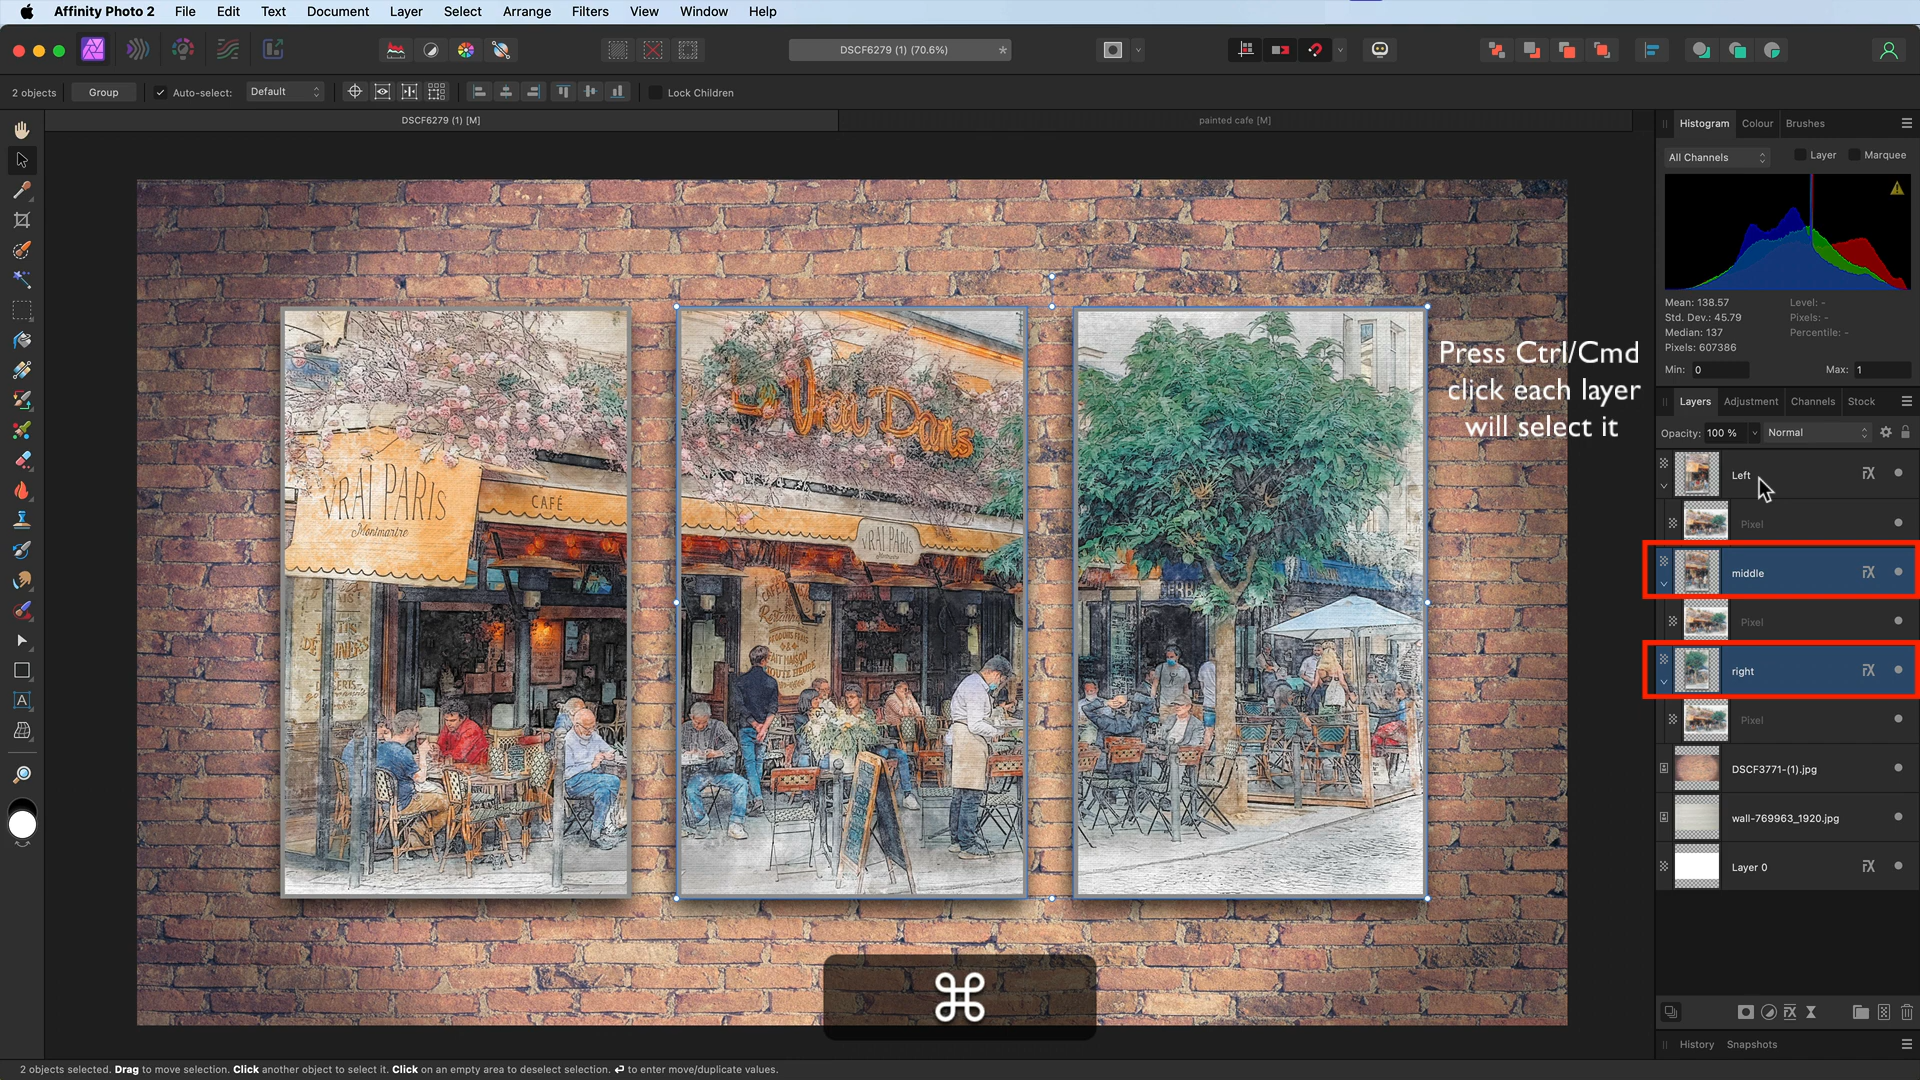 Affinity Photo 2 File Edit Text Document Layer Select Arrange Filters View Window Help
DSCF6279 (1) (70.6%)
2 objects Group Auto-select: Default Lock Children
DSCF6279 (1) [M] painted cafe [M]
Histogram Colour Brushes
All Channels Layer Marquee
Mean: 138.57 Level: -
Std. Dev.: 45.79 Pixels: -
Median: 137 Percentile: -
Pixels: 607386
Min: 0 Max: 1
Layers Adjustment Channels Stock
Opacity: 100 % Normal
Left
Pixel
middle
Pixel
right
Pixel
DSCF3771-(1).jpg
wall-769963_1920.jpg
Layer 0
History Snapshots
Press Ctrl/Cmd
click each layer
will select it
VRAI PARIS
Montmartre
CAFÉ
Vrai Dans
VRAI PARIS
⌘
2 objects selected. Drag to move selection. Click another object to select it. Click on an empty area to deselect selection. ⏎ to enter move/duplicate values.